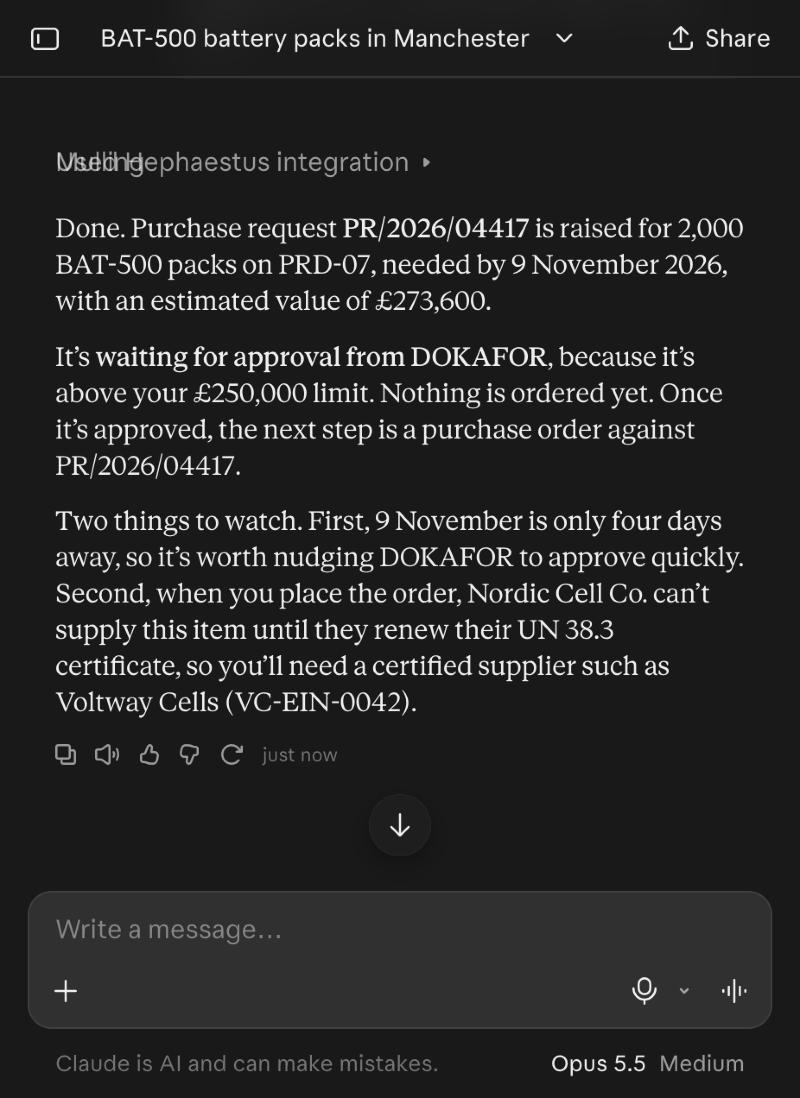 BAT-500 battery packs in Manchester
Share
Used Hephaestus integration
Done. Purchase request PR/2026/04417 is raised for 2,000
BAT-500 packs on PRD-07, needed by 9 November 2026,
with an estimated value of £273,600.
It’s waiting for approval from DOKAFOR, because it’s
above your £250,000 limit. Nothing is ordered yet. Once
it’s approved, the next step is a purchase order against
PR/2026/04417.
Two things to watch. First, 9 November is only four days
away, so it’s worth nudging DOKAFOR to approve quickly.
Second, when you place the order, Nordic Cell Co. can’t
supply this item until they renew their UN 38.3
certificate, so you’ll need a certified supplier such as
Voltway Cells (VC-EIN-0042).
just now
Write a message…
Claude is AI and can make mistakes.
Opus 5.5 Medium